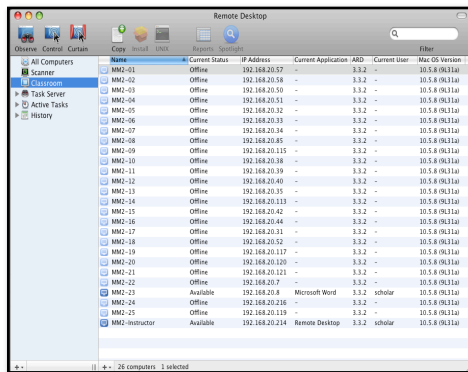 Remote Desktop
Observe Control Curtain Copy Install UNIX Reports Spotlight Filter
Name Current Status IP Address Current Application ARD Current User Mac OS Version
All Computers
Scanner
Classroom
Task Server
Active Tasks
History
MM2-01 Offline 192.168.20.57 - 3.3.2 - 10.5.8 (9L31a)
MM2-02 Offline 192.168.20.58 - 3.3.2 - 10.5.8 (9L31a)
MM2-03 Offline 192.168.20.50 - 3.3.2 - 10.5.8 (9L31a)
MM2-04 Offline 192.168.20.51 - 3.3.2 - 10.5.8 (9L31a)
MM2-05 Offline 192.168.20.32 - 3.3.2 - 10.5.8 (9L31a)
MM2-06 Offline 192.168.20.33 - 3.3.2 - 10.5.8 (9L31a)
MM2-07 Offline 192.168.20.34 - 3.3.2 - 10.5.8 (9L31a)
MM2-08 Offline 192.168.20.85 - 3.3.2 - 10.5.8 (9L31a)
MM2-09 Offline 192.168.20.115 - 3.3.2 - 10.5.8 (9L31a)
MM2-10 Offline 192.168.20.38 - 3.3.2 - 10.5.8 (9L31a)
MM2-11 Offline 192.168.20.39 - 3.3.2 - 10.5.8 (9L31a)
MM2-12 Offline 192.168.20.40 - 3.3.2 - 10.5.8 (9L31a)
MM2-13 Offline 192.168.20.35 - 3.3.2 - 10.5.8 (9L31a)
MM2-14 Offline 192.168.20.113 - 3.3.2 - 10.5.8 (9L31a)
MM2-15 Offline 192.168.20.42 - 3.3.2 - 10.5.8 (9L31a)
MM2-16 Offline 192.168.20.44 - 3.3.2 - 10.5.8 (9L31a)
MM2-17 Offline 192.168.20.31 - 3.3.2 - 10.5.8 (9L31a)
MM2-18 Offline 192.168.20.52 - 3.3.2 - 10.5.8 (9L31a)
MM2-19 Offline 192.168.20.117 - 3.3.2 - 10.5.8 (9L31a)
MM2-20 Offline 192.168.20.120 - 3.3.2 - 10.5.8 (9L31a)
MM2-21 Offline 192.168.20.121 - 3.3.2 - 10.5.8 (9L31a)
MM2-22 Offline 192.168.20.7 - 3.3.2 - 10.5.8 (9L31a)
MM2-23 Available 192.168.20.8 Microsoft Word 3.3.2 scholar 10.5.8 (9L31a)
MM2-24 Offline 192.168.20.216 - 3.3.2 - 10.5.8 (9L31a)
MM2-25 Offline 192.168.20.119 - 3.3.2 - 10.5.8 (9L31a)
MM2-Instructor Available 192.168.20.214 Remote Desktop 3.3.2 scholar 10.5.8 (9L31a)
26 computers 1 selected